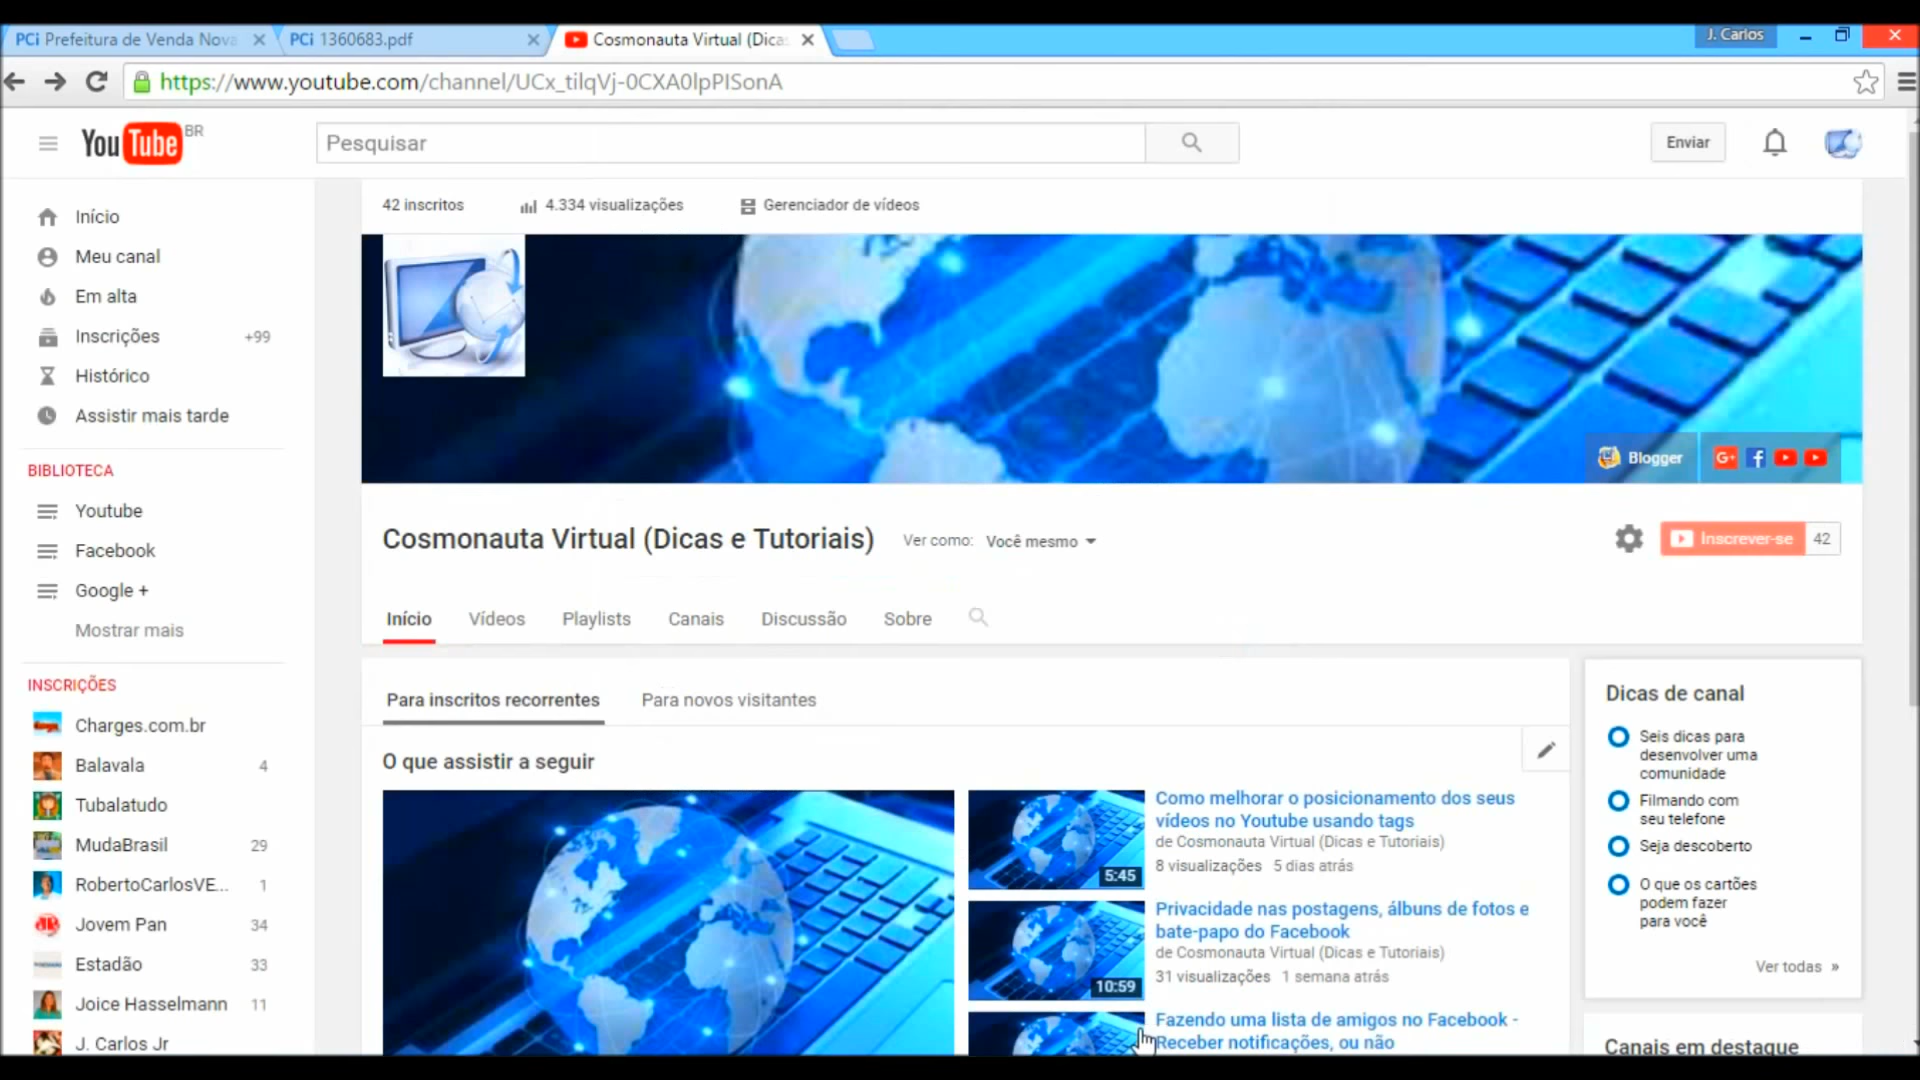 PCi Prefeitura de Venda Nova
PCi 1360683.pdf
Cosmonauta Virtual (Dica
J. Carlos
https://www.youtube.com/channel/UCx_tilqVj-0CXA0lpPISonA
YouTube BR
Pesquisar
Enviar
42 inscritos
4.334 visualizações
Gerenciador de vídeos
Início
Meu canal
Em alta
Inscrições +99
Histórico
Assistir mais tarde
BIBLIOTECA
Youtube
Facebook
Google +
Mostrar mais
INSCRIÇÕES
Charges.com.br
Balavala 4
Tubalatudo
MudaBrasil 29
RobertoCarlosVE... 1
Jovem Pan 34
Estadão 33
Joice Hasselmann 11
J. Carlos Jr
Blogger
G+ f
Cosmonauta Virtual (Dicas e Tutoriais)
Ver como: Você mesmo
Inscrever-se 42
Início Vídeos Playlists Canais Discussão Sobre
Para inscritos recorrentes Para novos visitantes
O que assistir a seguir
5:45
Como melhorar o posicionamento dos seus
vídeos no Youtube usando tags
de Cosmonauta Virtual (Dicas e Tutoriais)
8 visualizações 5 dias atrás
10:59
Privacidade nas postagens, álbuns de fotos e
bate-papo do Facebook
de Cosmonauta Virtual (Dicas e Tutoriais)
31 visualizações 1 semana atrás
Fazendo uma lista de amigos no Facebook -
Receber notificações, ou não
Dicas de canal
Seis dicas para
desenvolver uma
comunidade
Filmando com
seu telefone
Seja descoberto
O que os cartões
podem fazer
para você
Ver todas »
Canais em destaque